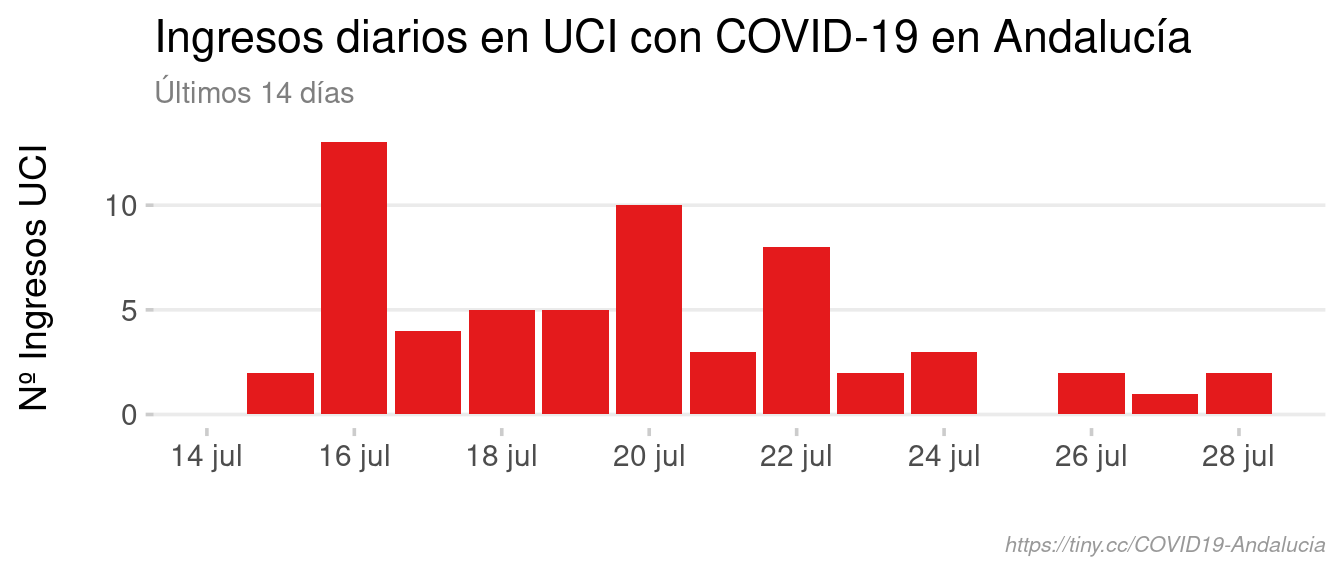 Ingresos diarios en UCI con COVID-19 en Andalucía
Últimos 14 días
Nº Ingresos UCI
10
5
0
14 jul 16 jul 18 jul 20 jul 22 jul 24 jul 26 jul 28 jul
https://tiny.cc/COVID19-Andalucia